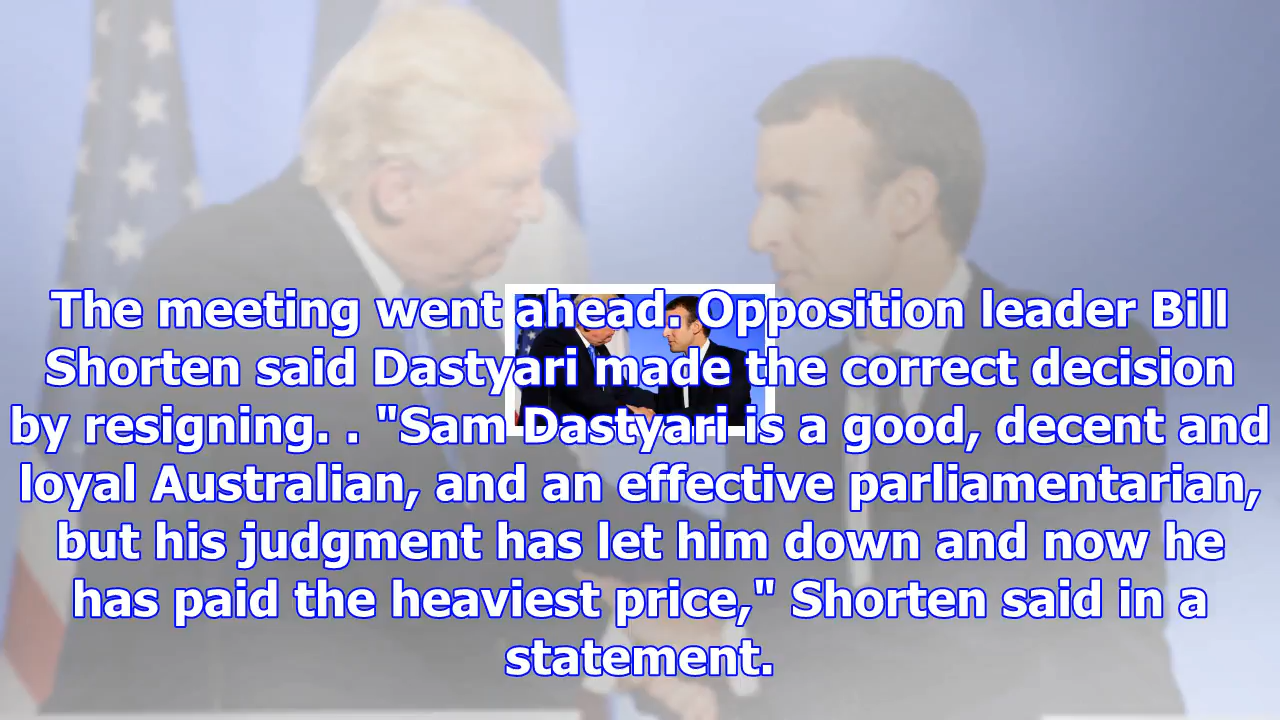 The meeting went ahead. Opposition leader Bill
Shorten said Dastyari made the correct decision
by resigning. . "Sam Dastyari is a good, decent and
loyal Australian, and an effective parliamentarian,
but his judgment has let him down and now he
has paid the heaviest price," Shorten said in a
statement.